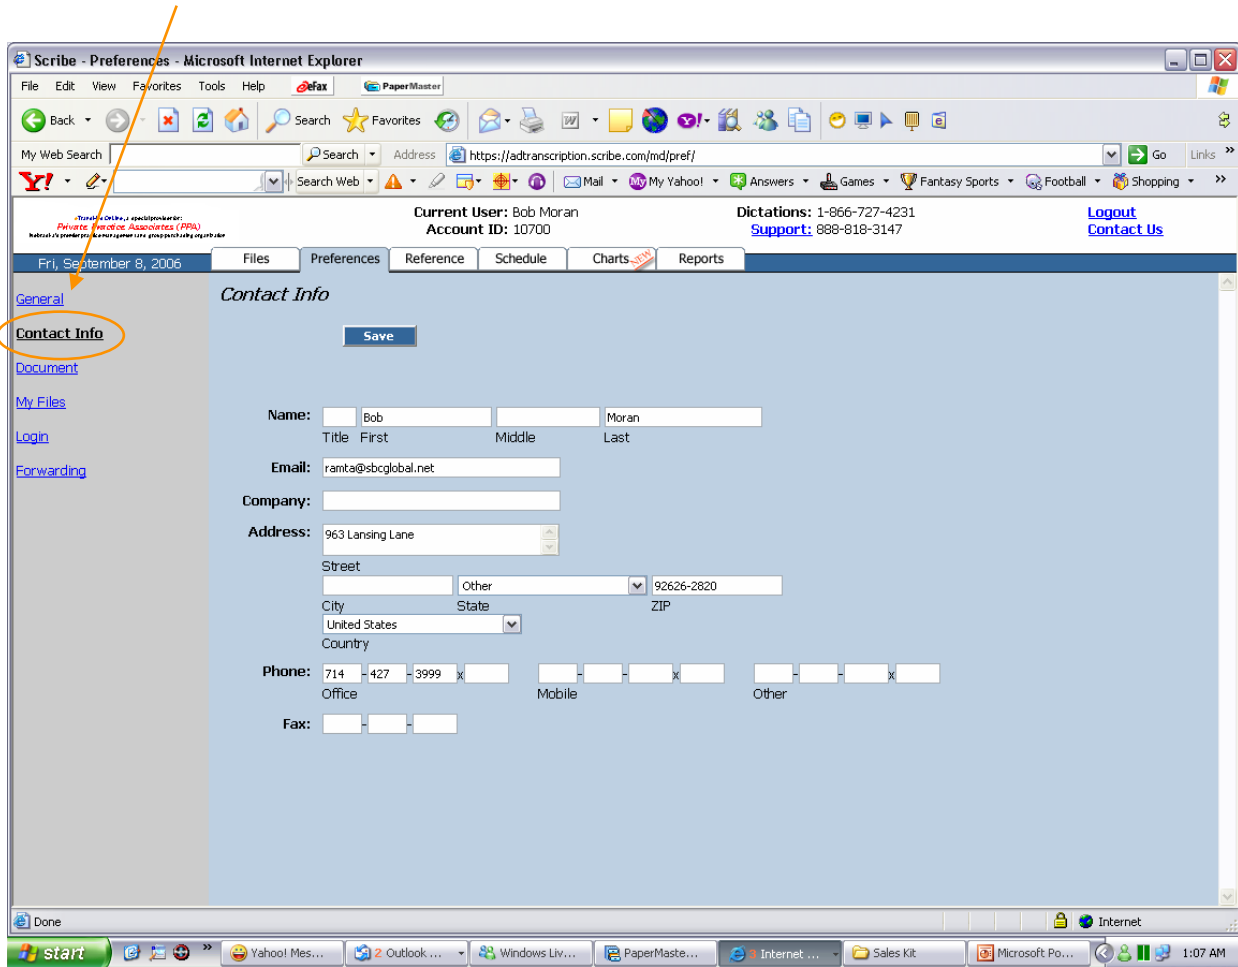 Scribe - Preferences - Microsoft Internet Explorer
File Edit View Favorites Tools Help eFax PaperMaster
Back Search Favorites
My Web Search Search Address https://adtranscription.scribe.com/md/pref/ Go Links »
Y! Search Web Mail My Yahoo! Answers Games Fantasy Sports Football Shopping »
Private Practice Associates (PPA)
Current User: Bob Moran Dictations: 1-866-727-4231 Logout
Account ID: 10700 Support: 888-818-3147 Contact Us
Fri, September 8, 2006 Files Preferences Reference Schedule Charts NEW Reports
General
Contact Info
Document
My Files
Login
Forwarding
Contact Info
Save
Name: Bob Moran
Title First Middle Last
Email: ramta@sbcglobal.net
Company:
Address: 963 Lansing Lane
Street
Other 92626-2820
City State ZIP
United States
Country
Phone: 714 - 427 - 3999 x - - x - - x
Office Mobile Other
Fax: - -
Done Internet
start » Yahoo! Mes... 2 Outlook ... Windows Liv... PaperMaste... 3 Internet ... Sales Kit Microsoft Po... 1:07 AM